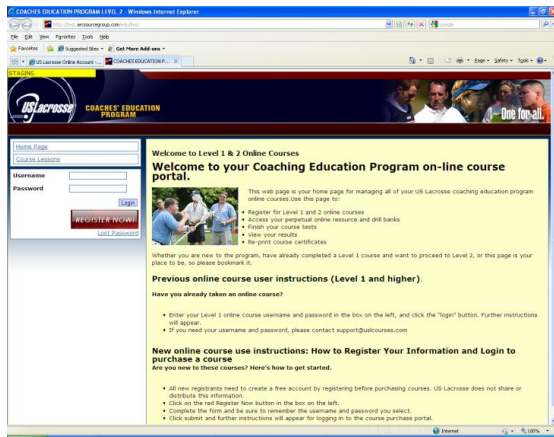 COACHES EDUCATION PROGRAM LEVEL 2 - Windows Internet Explorer
File Edit View Favorites Tools Help
Favorites Suggested Sites Get More Add-ons
US Lacrosse Online Account -... COACHES EDUCATION P... Page Safety Tools
STAGING
USLacrosse COACHES' EDUCATION
PROGRAM
One for all.
Home Page
Course Lessons
Username
Password
Login
REGISTER NOW!
Lost Password
Welcome to Level 1 & 2 Online Courses
Welcome to your Coaching Education Program on-line course
portal.
This web page is your home page for managing all of your US Lacrosse coaching education program
online courses.Use this page to:
Register for Level 1 and 2 online courses
Access your perpetual online resource and drill banks
Finish your course tests
View your results
Re-print course certificates
Whether you are new to the program, have already completed a Level 1 course and want to proceed to Level 2, or this page is your
place to be, so please bookmark it.
Previous online course user instructions (Level 1 and higher):
Have you already taken an online course?
Enter your Level 1 online course username and password in the box on the left, and click the "login" button. Further instructions
will appear.
If you need your username and password, please contact support@uslcourses.com
New online course use instructions: How to Register Your Information and Login to
purchase a course
Are you new to these courses? Here's how to get started.
All new registrants need to create a free account by registering before purchasing courses. US Lacrosse does not share or
distribute this information.
Click on the red Register Now button in the box on the left.
Complete the form and be sure to remember the username and password you select.
Click submit and further instructions will appear for logging in to the course purchase portal.
Internet 100%